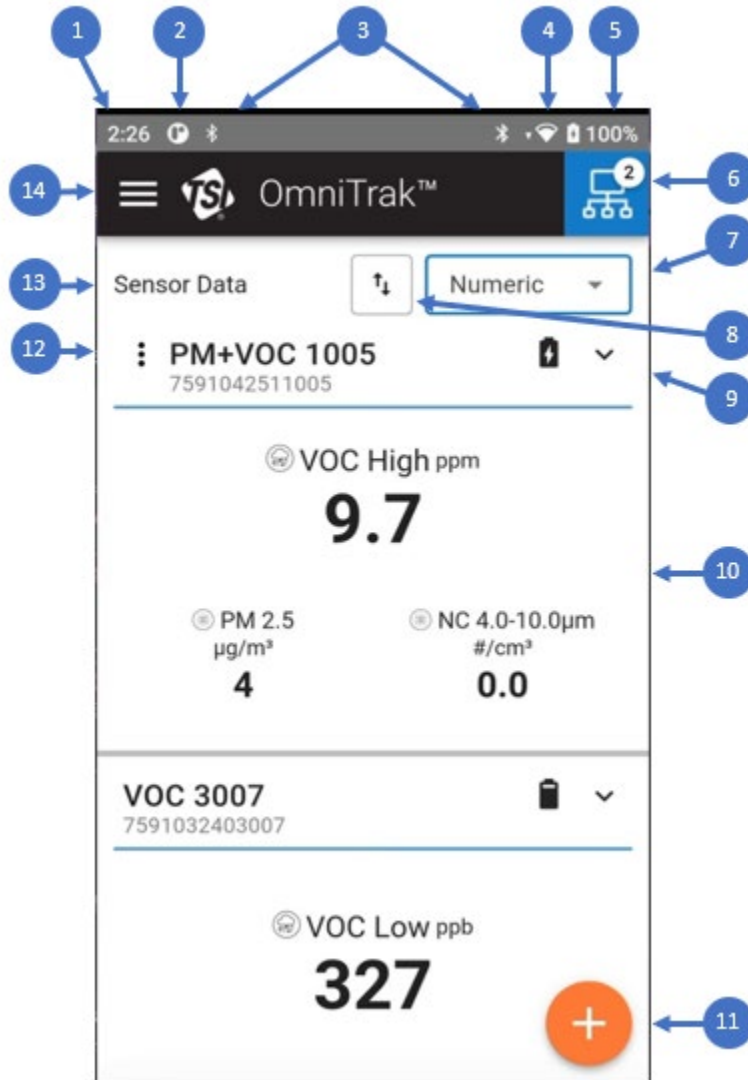 1 2 3 4 5
2:26 100%
14 TSI OmniTrak™ 2 6
7
13 Sensor Data Numeric
8
12 PM+VOC 1005
7591042511005
9
VOC High ppm
9.7
10
PM 2.5 NC 4.0-10.0µm
µg/m³ #/cm³
4 0.0
VOC 3007
7591032403007
VOC Low ppb
327
+ 11